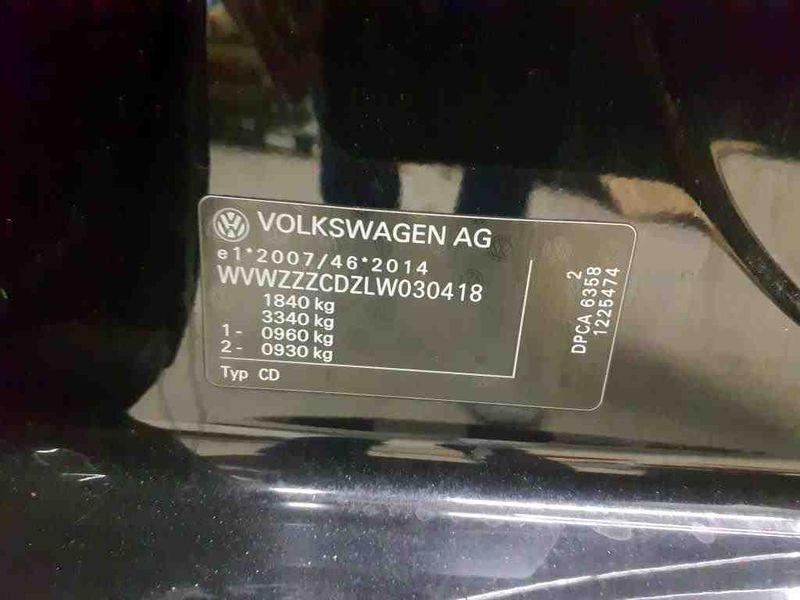 VOLKSWAGEN AG
e1*2007/46*2014
WVWZZZCDZLW030418
1840 kg
3340 kg
1- 0960 kg
2- 0930 kg
Typ CD
2
DPCA 6358
1225474